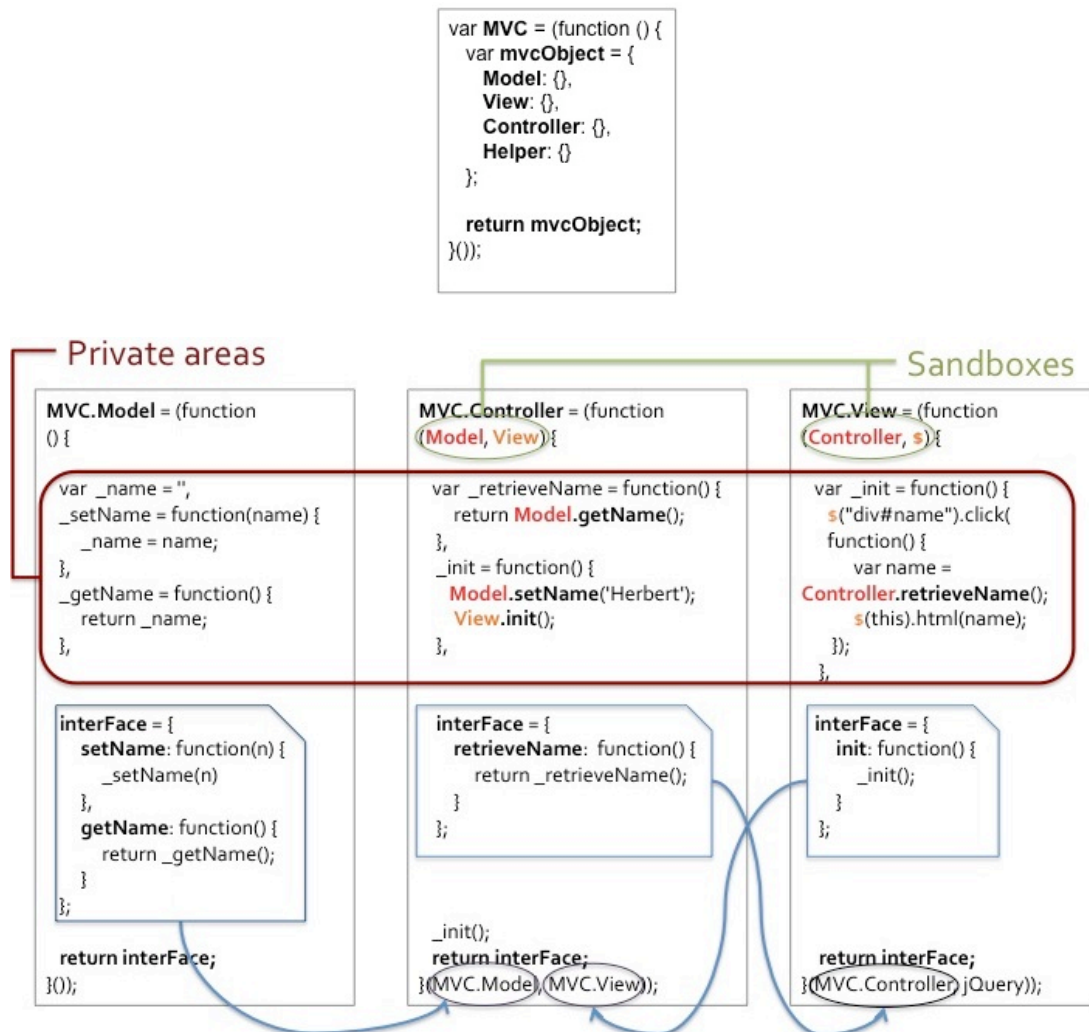 var MVC = (function () {
var mvcObject = {
Model: {},
View: {},
Controller: {},
Helper: {}
};
return mvcObject;
}());
Private areas
Sandboxes
MVC.Model = (function
() {
var _name = '',
_setName = function(name) {
_name = name;
},
_getName = function() {
return _name;
},
interFace = {
setName: function(n) {
_setName(n)
},
getName: function() {
return _getName();
}
};
return interFace;
}());
MVC.Controller = (function
(Model, View) {
var _retrieveName = function() {
return Model.getName();
},
_init = function() {
Model.setName('Herbert');
View.init();
},
interFace = {
retrieveName: function() {
return _retrieveName();
}
};
_init();
return interFace;
}(MVC.Model, MVC.View));
MVC.View = (function
(Controller, $) {
var _init = function() {
$("div#name").click(
function() {
var name =
Controller.retrieveName();
$(this).html(name);
});
},
interFace = {
init: function() {
_init();
}
};
return interFace;
}(MVC.Controller, jQuery));